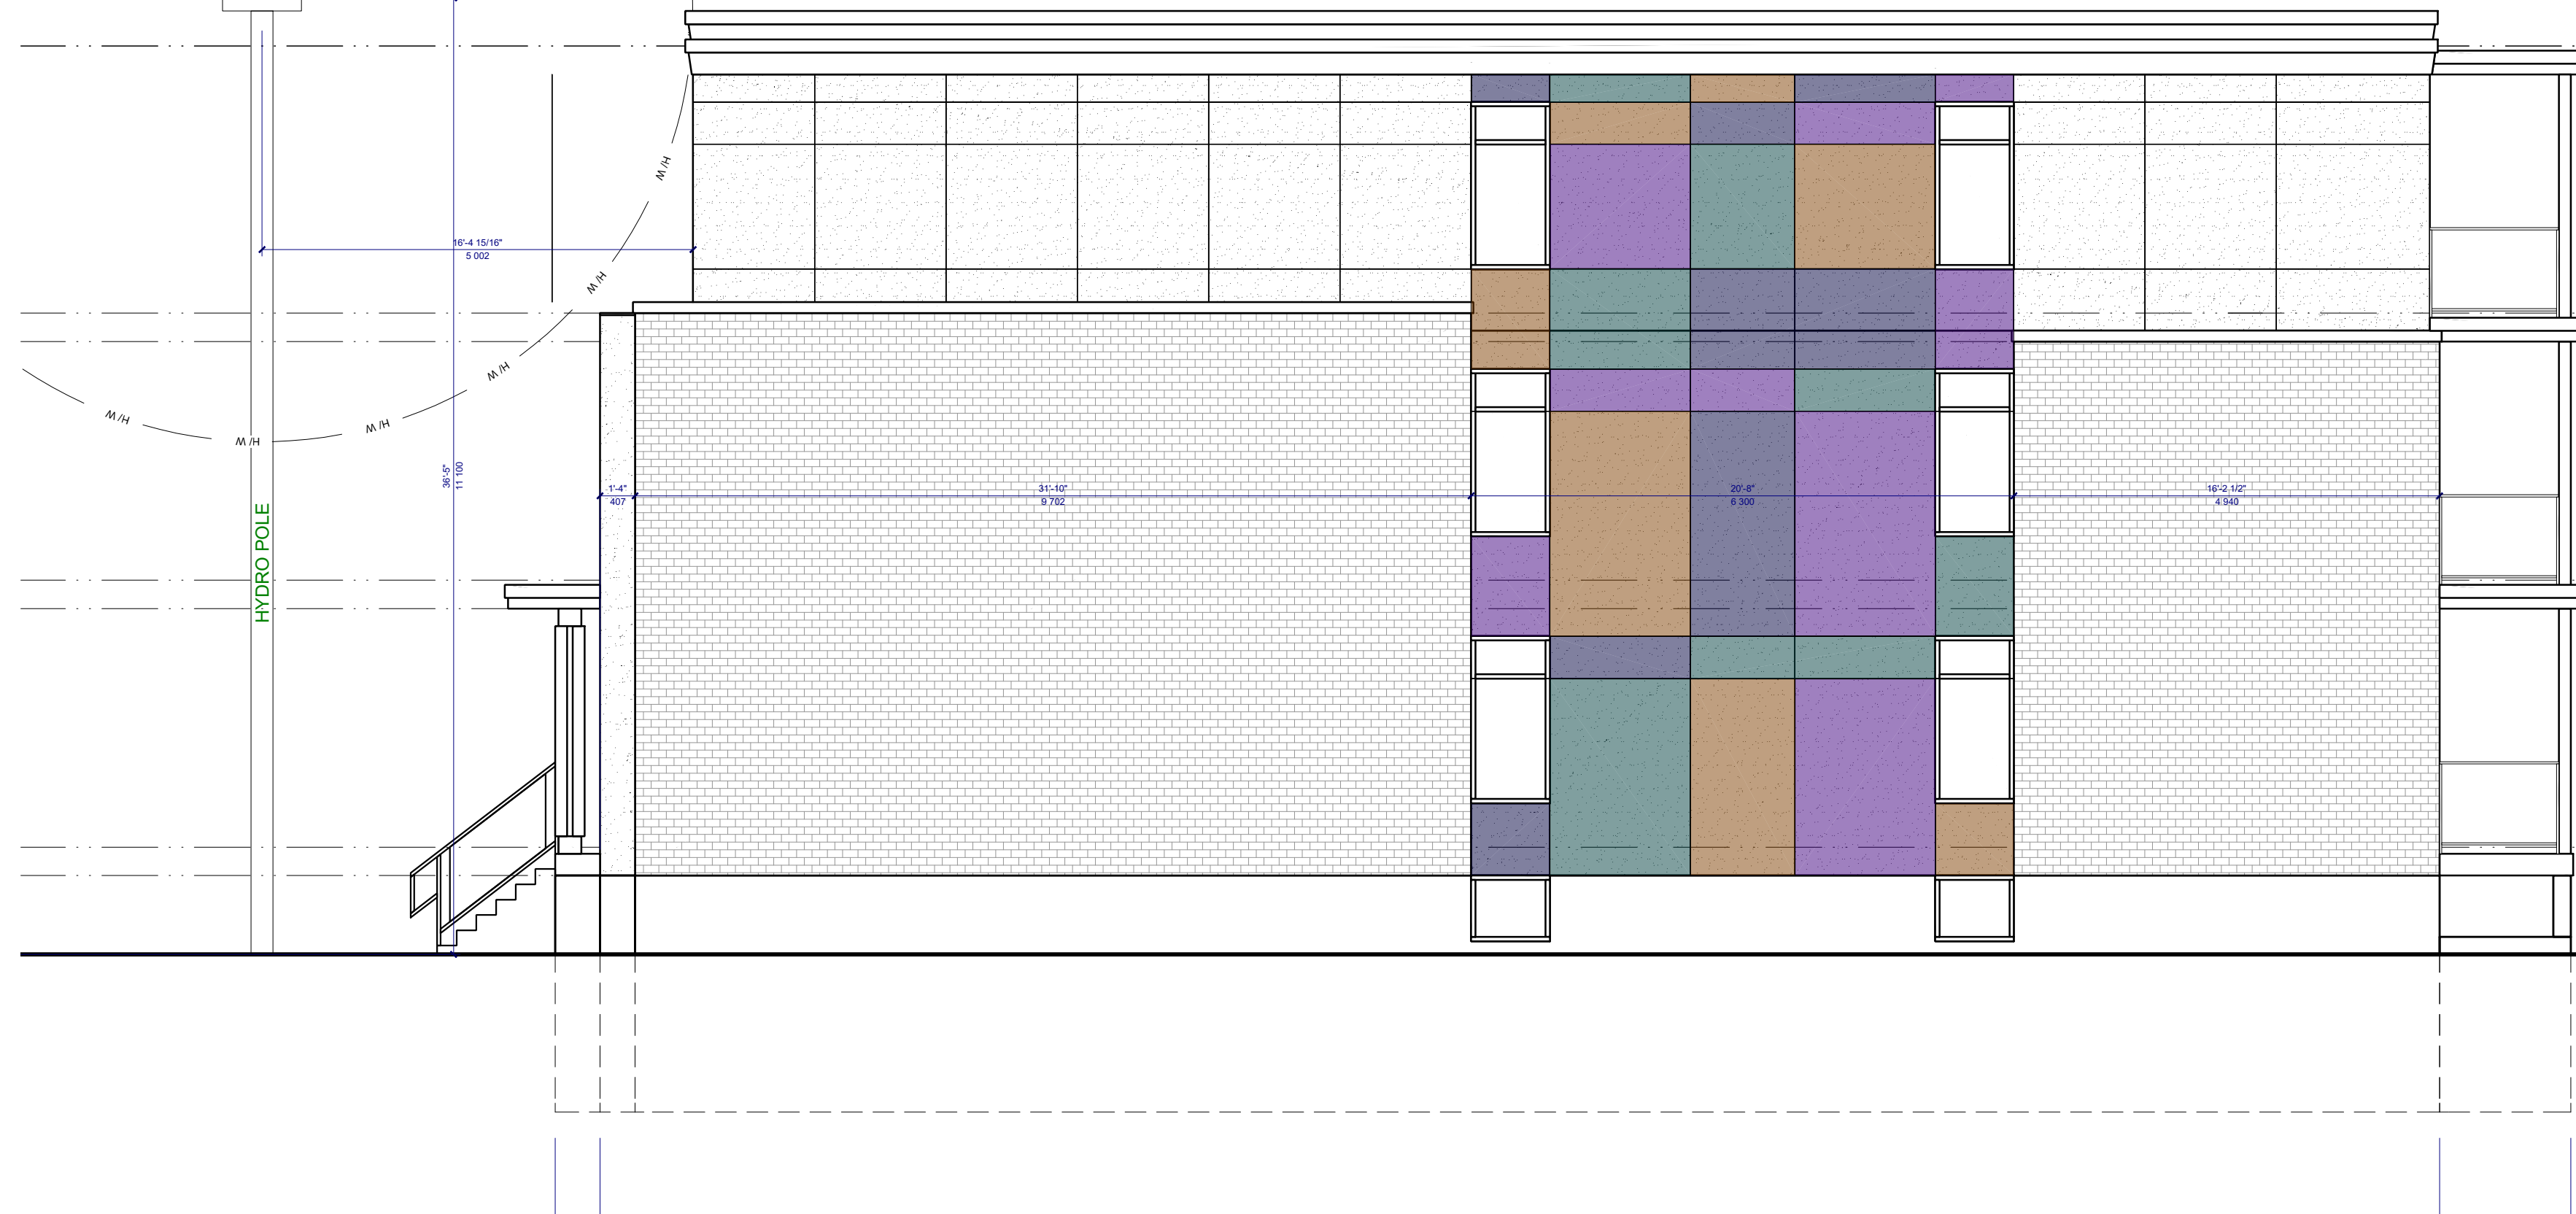 H/ W
16'-4 15/16"
5 002
H/ W
H/ W
H/ W
H/ W
H/ W
36'-5"
11 100
1'-4"
407
31'-10"
9 702
20'-8"
6 300
16'-2 1/2"
4 940
HYDRO POLE